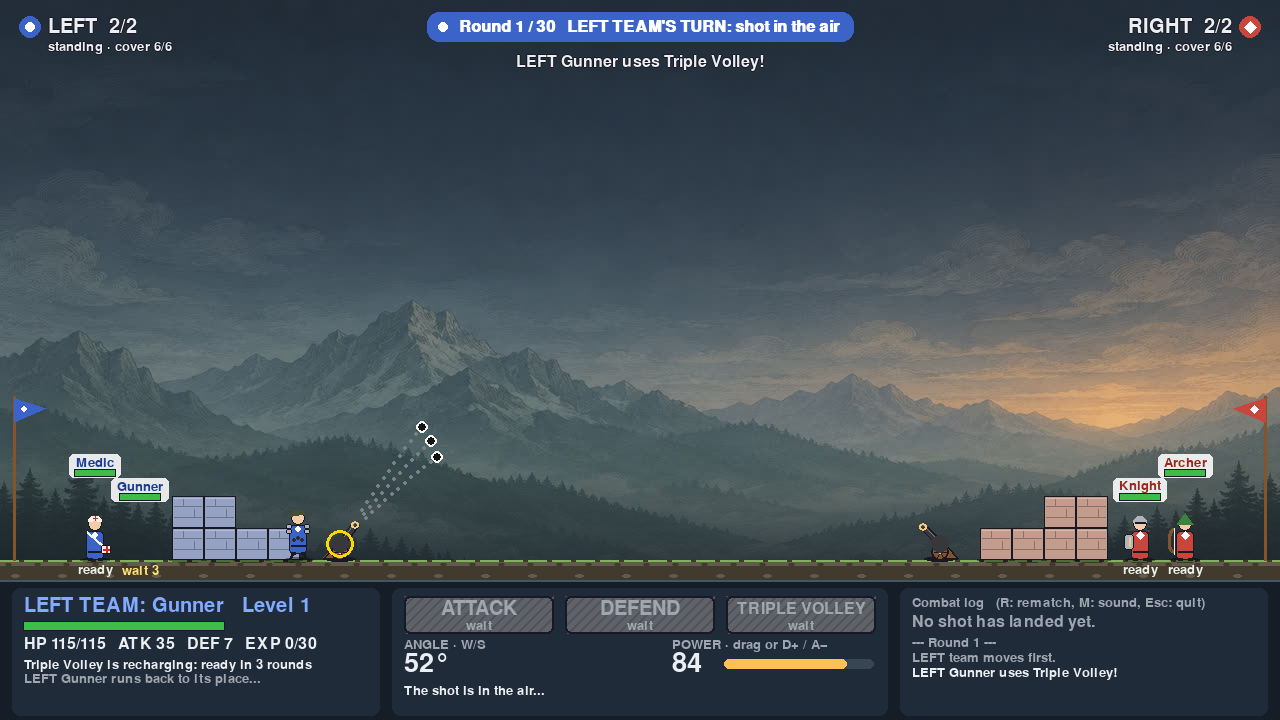 LEFT 2/2
standing · cover 6/6
Round 1 / 30 LEFT TEAM'S TURN: shot in the air
LEFT Gunner uses Triple Volley!
RIGHT 2/2
standing · cover 6/6
Medic
Gunner
Archer
Knight
ready wait 3
ready ready
LEFT TEAM: Gunner Level 1
HP 115/115 ATK 35 DEF 7 EXP 0/30
Triple Volley is recharging: ready in 3 rounds
LEFT Gunner runs back to its place...
ATTACK
wait
DEFEND
wait
TRIPLE VOLLEY
wait
ANGLE · W/S
52°
POWER · drag or D+ / A–
84
The shot is in the air...
Combat log (R: rematch, M: sound, Esc: quit)
No shot has landed yet.
--- Round 1 ---
LEFT team moves first.
LEFT Gunner uses Triple Volley!